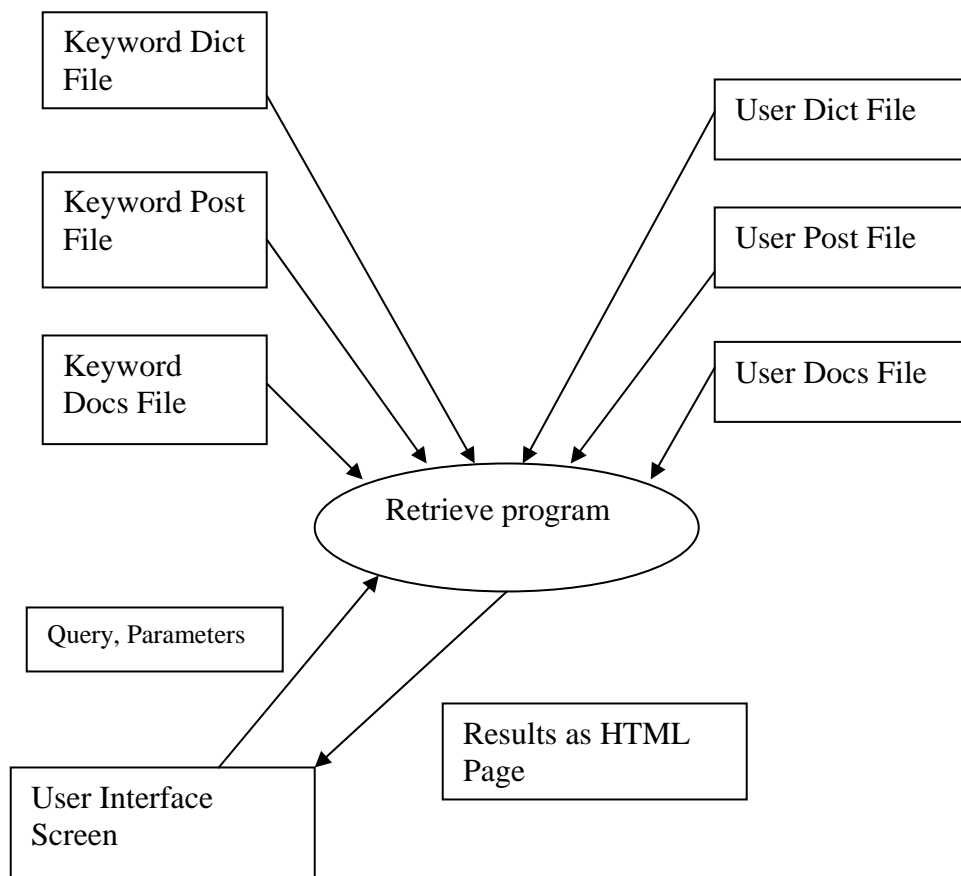 Keyword Dict
File
User Dict File
Keyword Post
File
User Post File
Keyword
Docs File
User Docs File
Retrieve program
Query, Parameters
Results as HTML
Page
User Interface
Screen